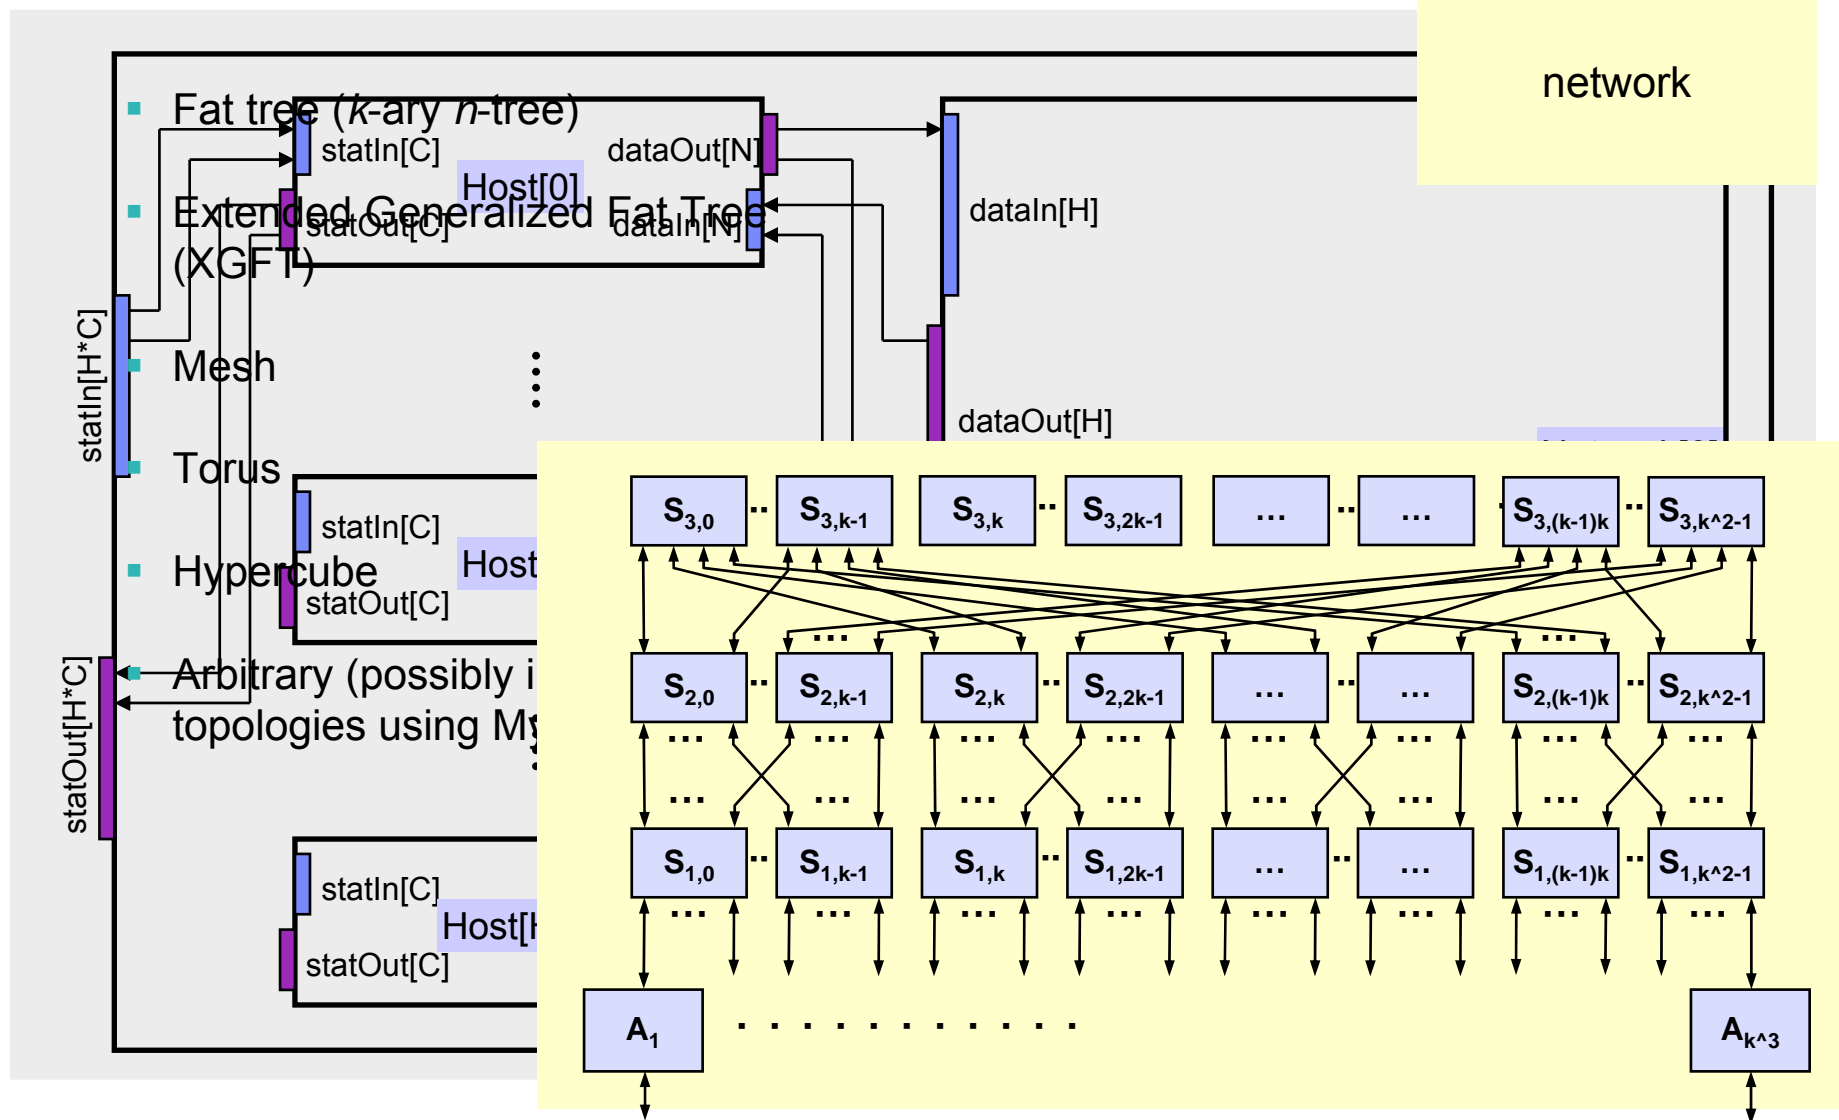 network
Fat tree (k-ary n-tree)
statIn[C]
dataOut[N]
Host[0]
Extended Generalized Fat Tree
(XGFT)
statOut[C]
dataIn[N]
dataIn[H]
statIn[H*C]
Mesh
dataOut[H]
Torus
statIn[C]
Host
Hypercube
statOut[C]
Arbitrary (possibly
topologies using
statOut[H*C]
statIn[C]
Host[H
statOut[C]
S3,0 .. S3,k-1 S3,k .. S3,2k-1 ... .. ... S3,(k-1)k .. S3,k^2-1
... ...
S2,0 .. S2,k-1 S2,k .. S2,2k-1 ... .. ... S2,(k-1)k .. S2,k^2-1
... ... ... ... ... ... ... ...
... ... ... ... ... ... ... ...
S1,0 .. S1,k-1 S1,k .. S1,2k-1 ... .. ... S1,(k-1)k .. S1,k^2-1
... ... ... ... ... ... ... ...
A1 . . . . . . . . . . . Ak^3